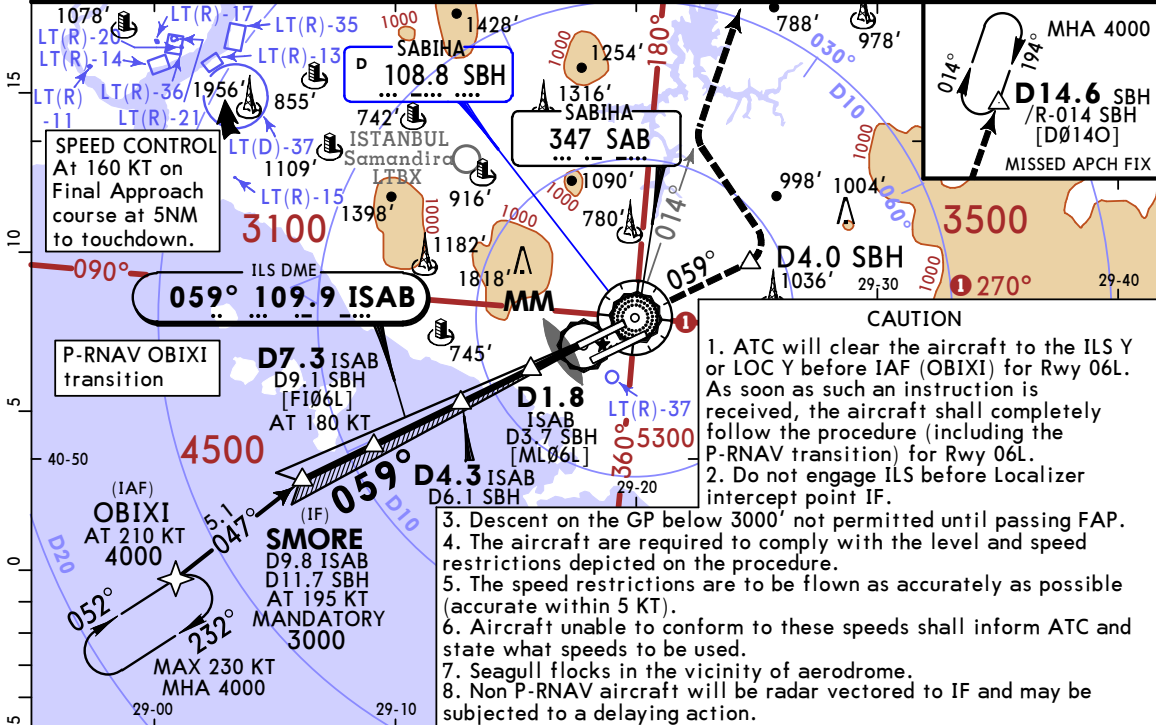 1078'
LT(R)-17
LT(R)-20
LT(R)-35
LT(R)-14
LT(R)-13
LT(R)
-11
LT(R)-36
LT(R)-21
1956'
855'
LT(D)-37
1109'
LT(R)-15
SPEED CONTROL
At 160 KT on
Final Approach
course at 5NM
to touchdown.
1000
1428'
SABIHA
D 108.8 SBH
742'
ISTANBUL
Samandira
LTBX
916'
1398'
1000
1182'
1000
1818'
3100
1000
1254'
1316'
SABIHA
347 SAB
1090'
1000
780'
180°
014°
788'
978'
030°
D10
998'
1004'
060°
1000
3500
1000
MHA 4000
014°
194°
D14.6 SBH
/R-014 SBH
[DØ14O]
MISSED APCH FIX
090°
ILS DME
059° 109.9 ISAB
MM
745'
059°
D4.0 SBH
1036'
29-30
1 270°
29-40
1
P-RNAV OBIXI
transition
D7.3 ISAB
D9.1 SBH
[FIØ6L]
AT 180 KT
D1.8
ISAB
D3.7 SBH
[MLØ6L]
LT(R)-37
360°
5300
29-20
4500
40-50
059°
D4.3 ISAB
D6.1 SBH
D10
D20
(IAF)
OBIXI
AT 210 KT
4000
5.1
047°
(IF)
SMORE
D9.8 ISAB
D11.7 SBH
AT 195 KT
MANDATORY
3000
052°
232°
MAX 230 KT
MHA 4000
29-00
29-10
15
10
5
0
5
CAUTION
1. ATC will clear the aircraft to the ILS Y
or LOC Y before IAF (OBIXI) for Rwy 06L.
As soon as such an instruction is
received, the aircraft shall completely
follow the procedure (including the
P-RNAV transition) for Rwy 06L.
2. Do not engage ILS before Localizer
intercept point IF.
3. Descent on the GP below 3000' not permitted until passing FAP.
4. The aircraft are required to comply with the level and speed
restrictions depicted on the procedure.
5. The speed restrictions are to be flown as accurately as possible
(accurate within 5 KT).
6. Aircraft unable to conform to these speeds shall inform ATC and
state what speeds to be used.
7. Seagull flocks in the vicinity of aerodrome.
8. Non P-RNAV aircraft will be radar vectored to IF and may be
subjected to a delaying action.